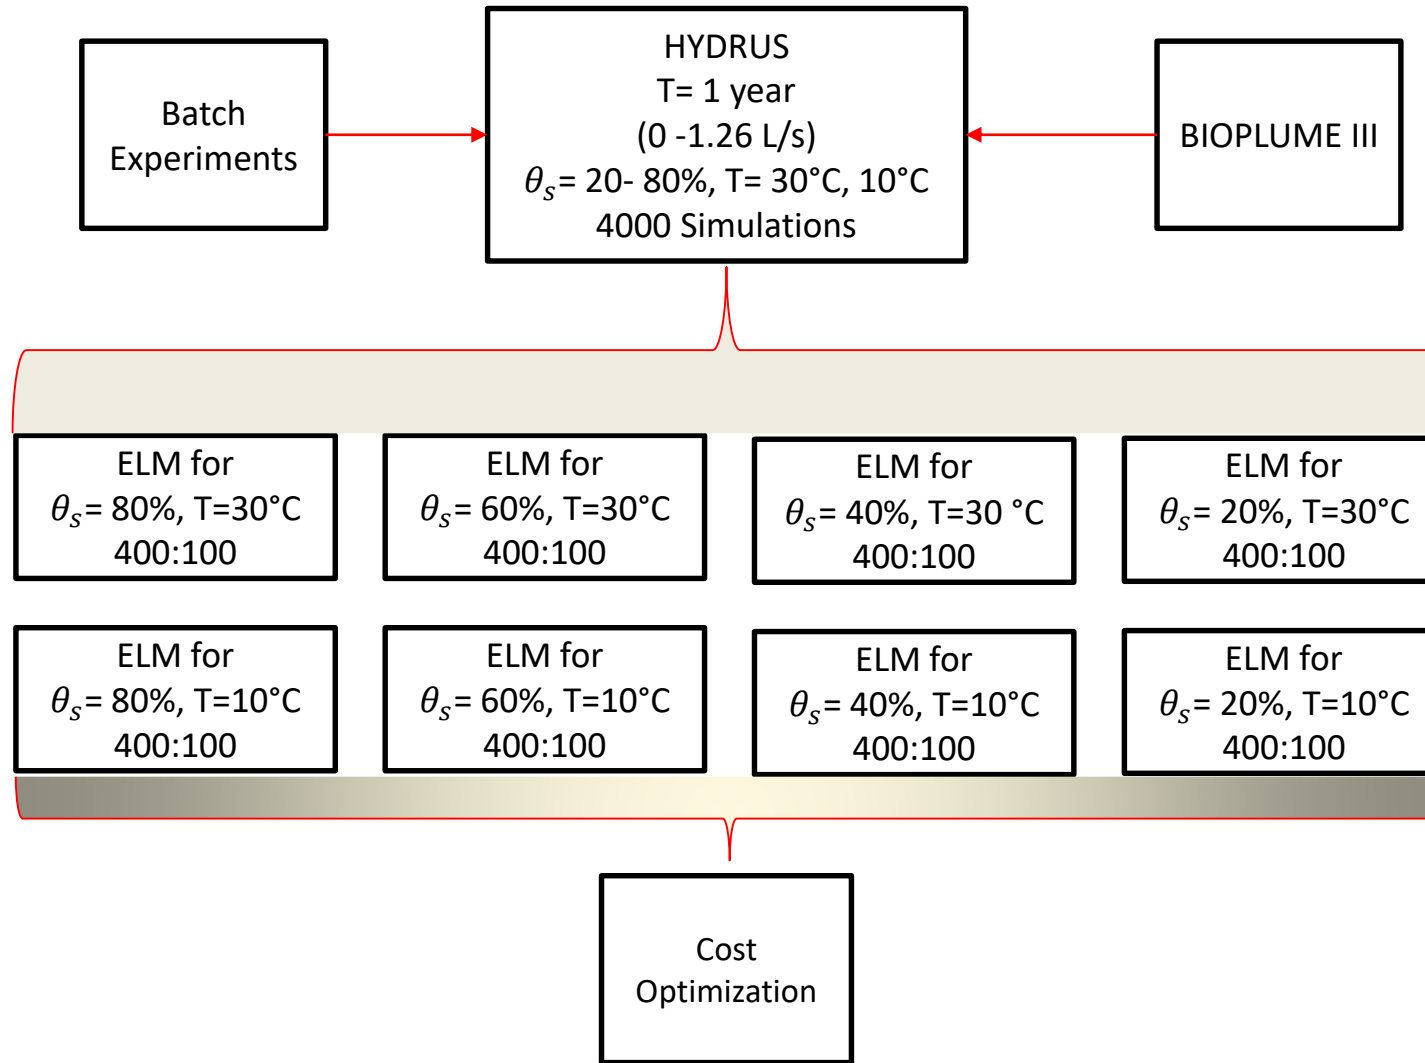 Batch
Experiments
HYDRUS
T= 1 year
(0 -1.26 L/s)
θₛ= 20- 80%, T= 30°C, 10°C
4000 Simulations
BIOPLUME III
ELM for
θₛ= 80%, T=30°C
400:100
ELM for
θₛ= 60%, T=30°C
400:100
ELM for
θₛ= 40%, T=30 °C
400:100
ELM for
θₛ= 20%, T=30°C
400:100
ELM for
θₛ= 80%, T=10°C
400:100
ELM for
θₛ= 60%, T=10°C
400:100
ELM for
θₛ= 40%, T=10°C
400:100
ELM for
θₛ= 20%, T=10°C
400:100
Cost
Optimization